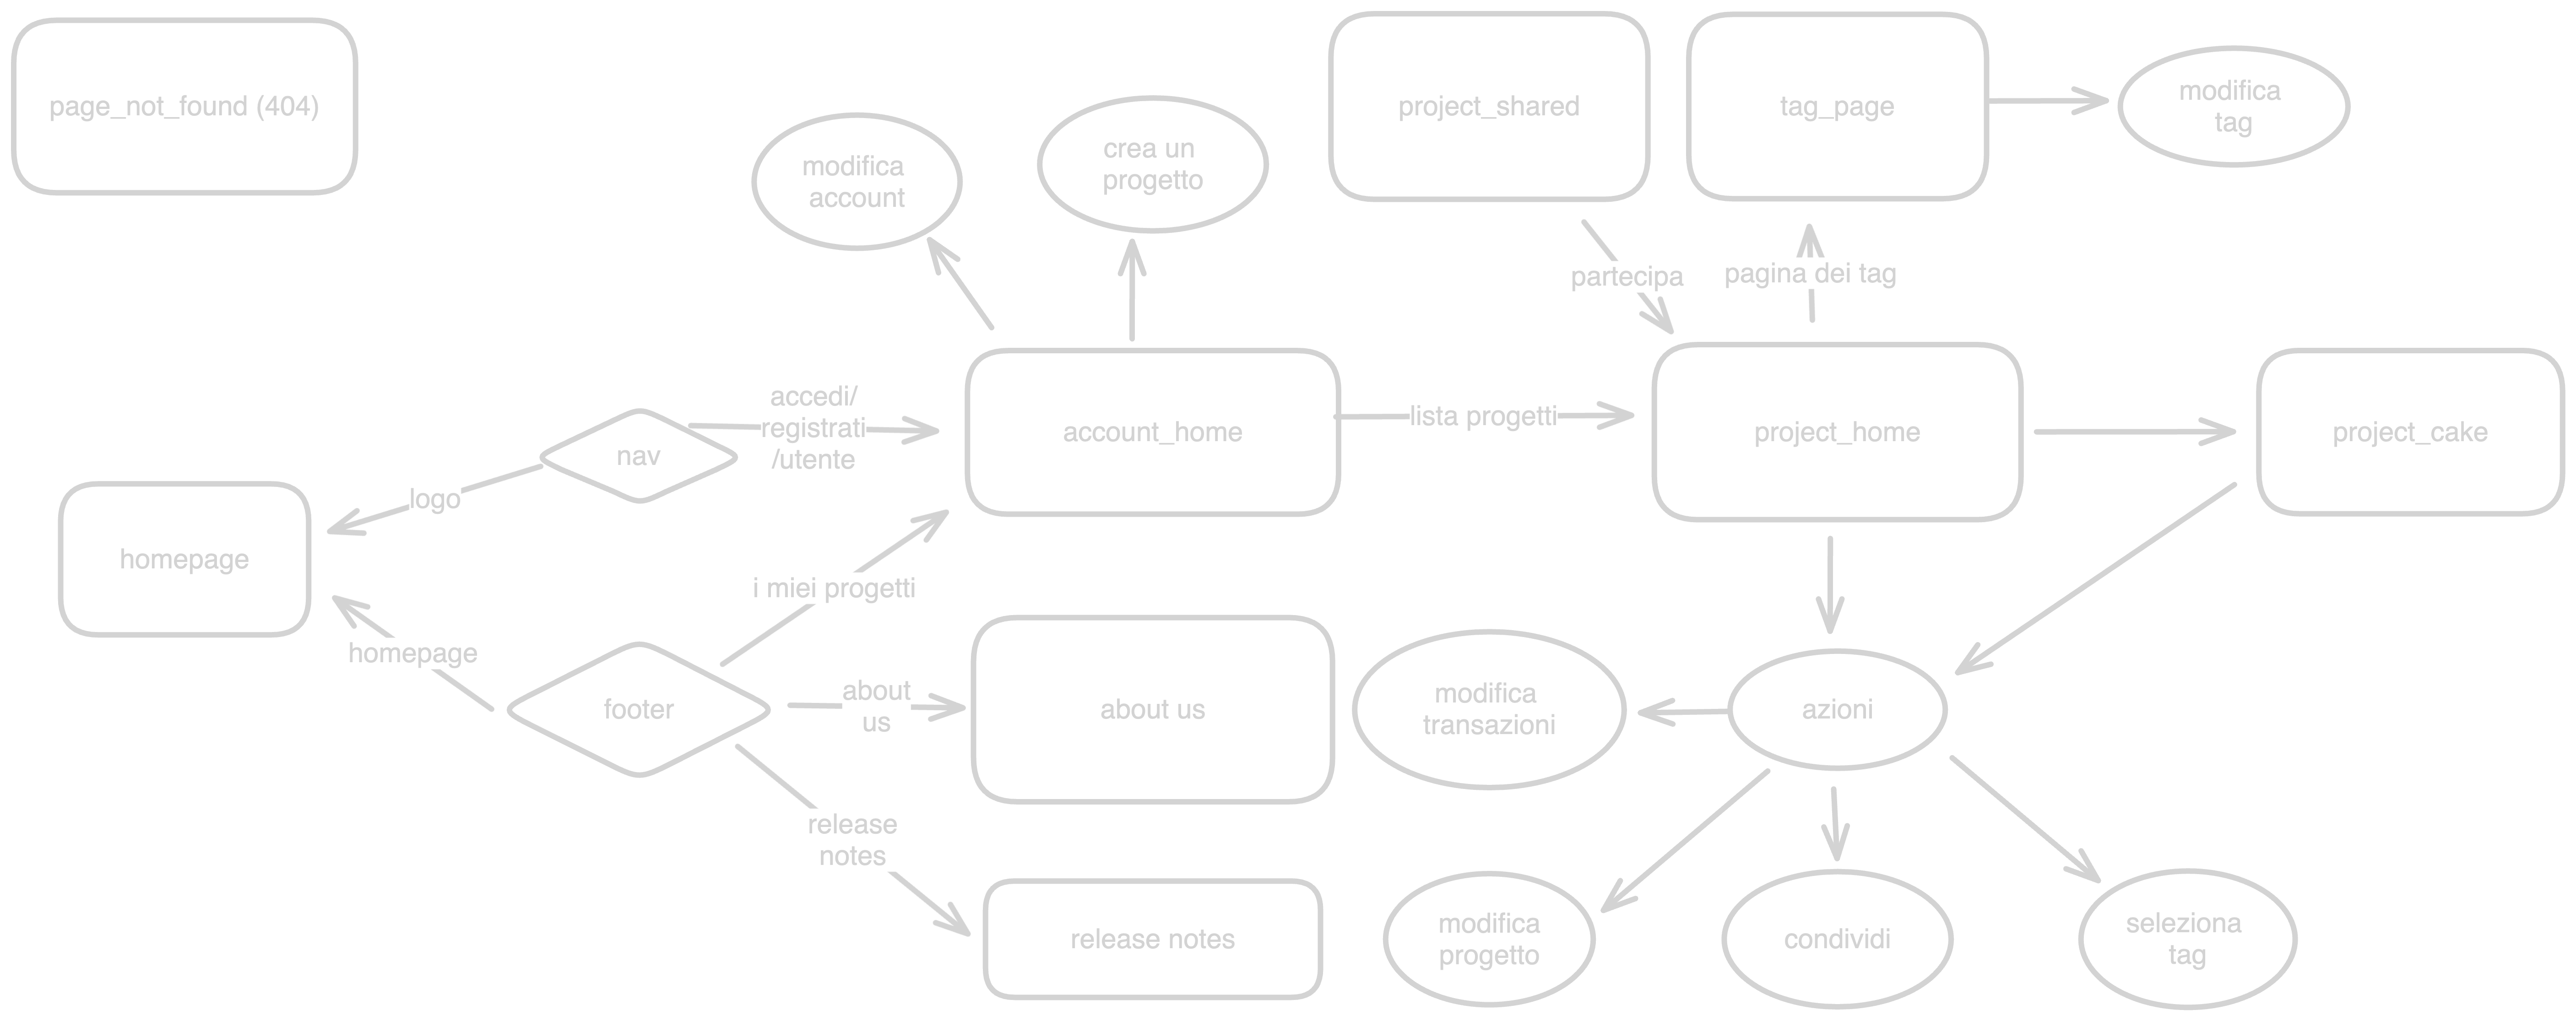 page_not_found (404)
project_shared
tag_page
modifica
tag
modifica
account
crea un
progetto
partecipa
pagina dei tag
accedi/
registrati
/utente
nav
account_home
lista progetti
project_home
project_cake
logo
homepage
i miei progetti
homepage
footer
about
us
about us
modifica
transazioni
azioni
release
notes
release notes
modifica
progetto
condividi
seleziona
tag